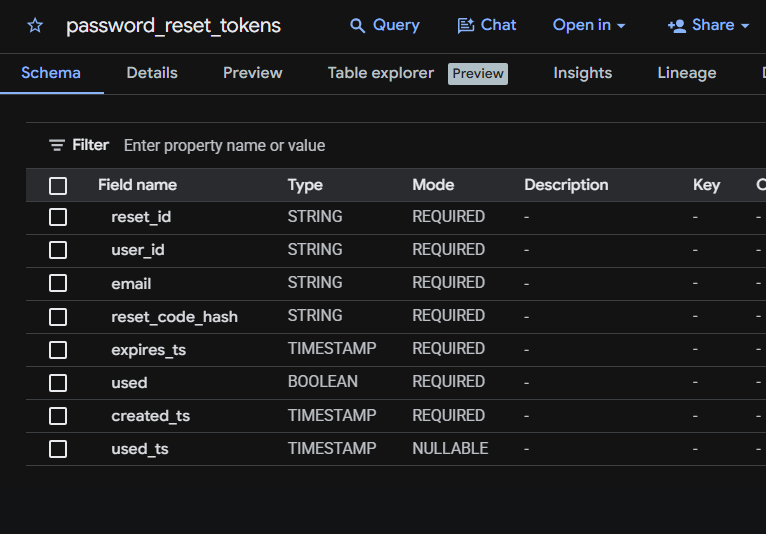 password_reset_tokens Query Chat Open in Share
Schema Details Preview Table explorer Preview Insights Lineage
Filter Enter property name or value
Field name Type Mode Description Key
reset_id STRING REQUIRED - - -
user_id STRING REQUIRED - - -
email STRING REQUIRED - - -
reset_code_hash STRING REQUIRED - - -
expires_ts TIMESTAMP REQUIRED - - -
used BOOLEAN REQUIRED - - -
created_ts TIMESTAMP REQUIRED - - -
used_ts TIMESTAMP NULLABLE - - -